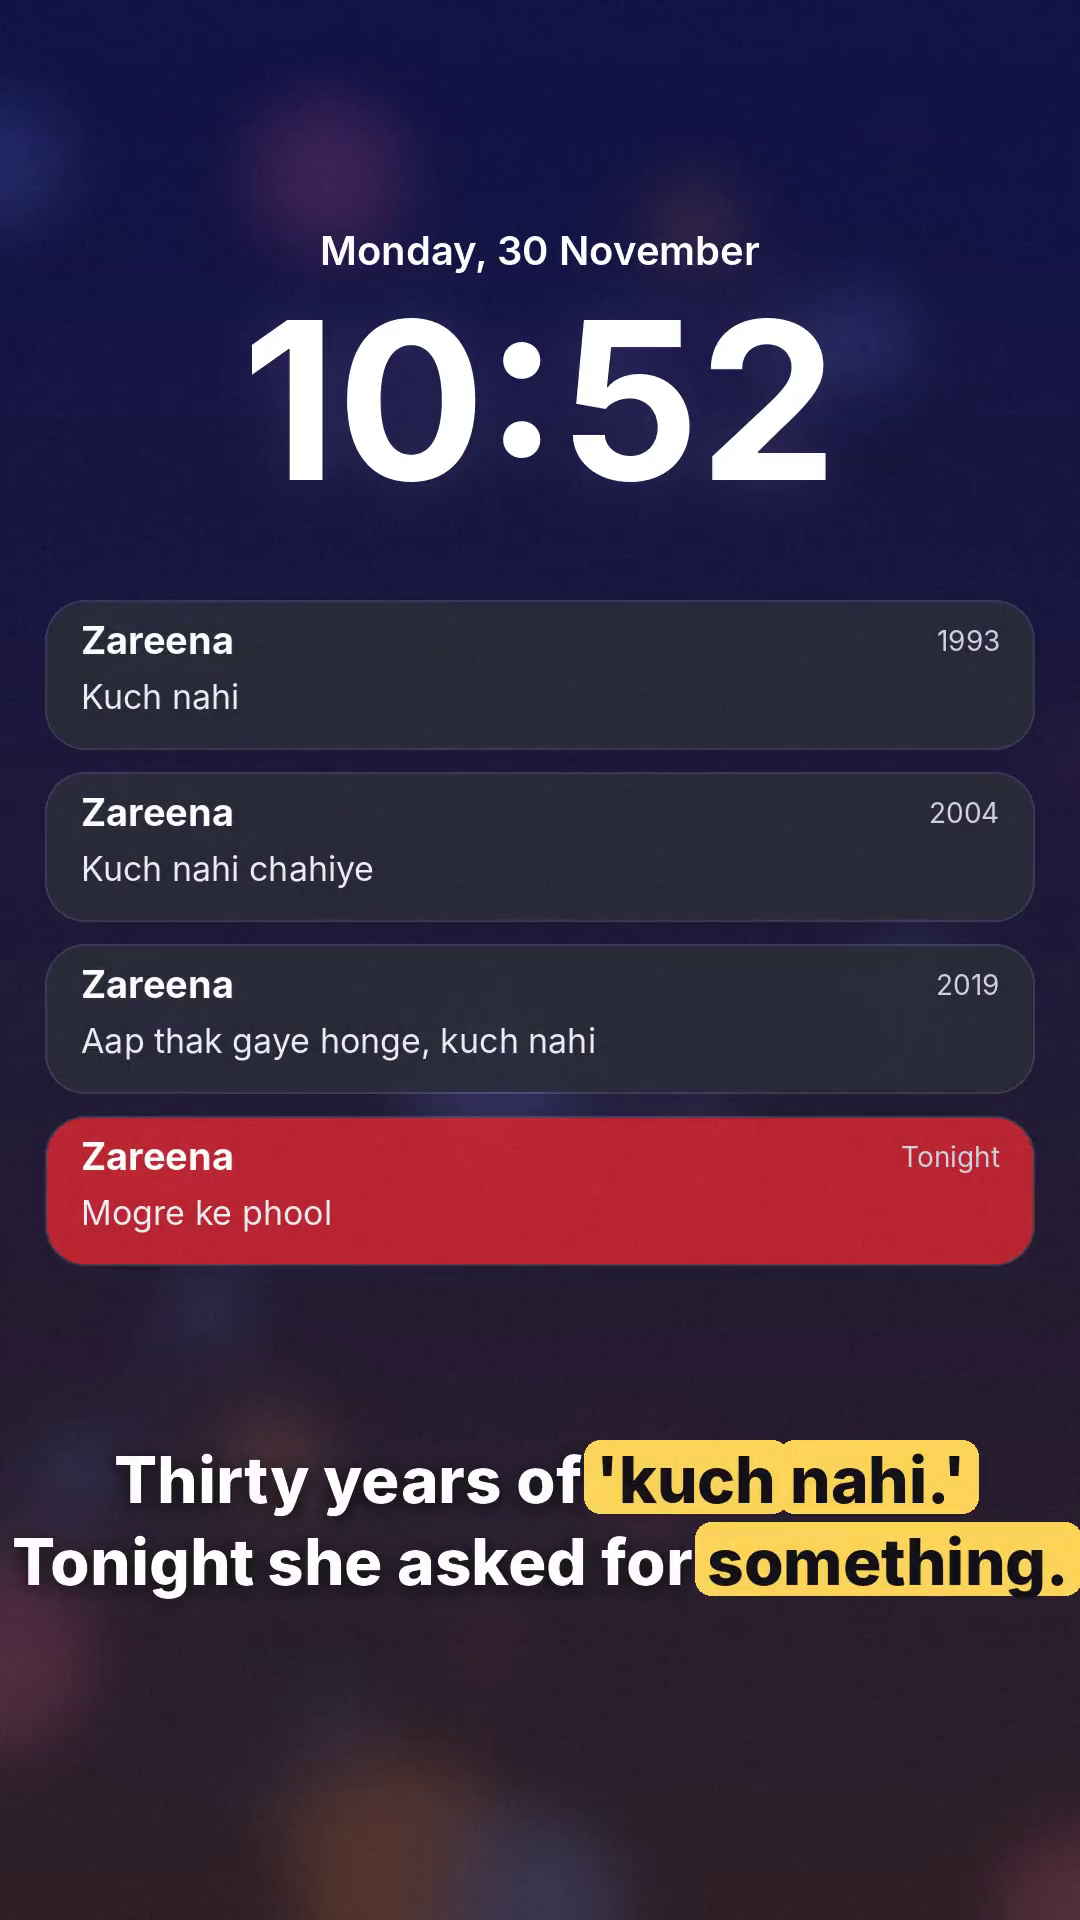 Monday, 30 November
10:52
Zareena 1993
Kuch nahi
Zareena 2004
Kuch nahi chahiye
Zareena 2019
Aap thak gaye honge, kuch nahi
Zareena Tonight
Mogre ke phool
Thirty years of 'kuch nahi.'
Tonight she asked for something.